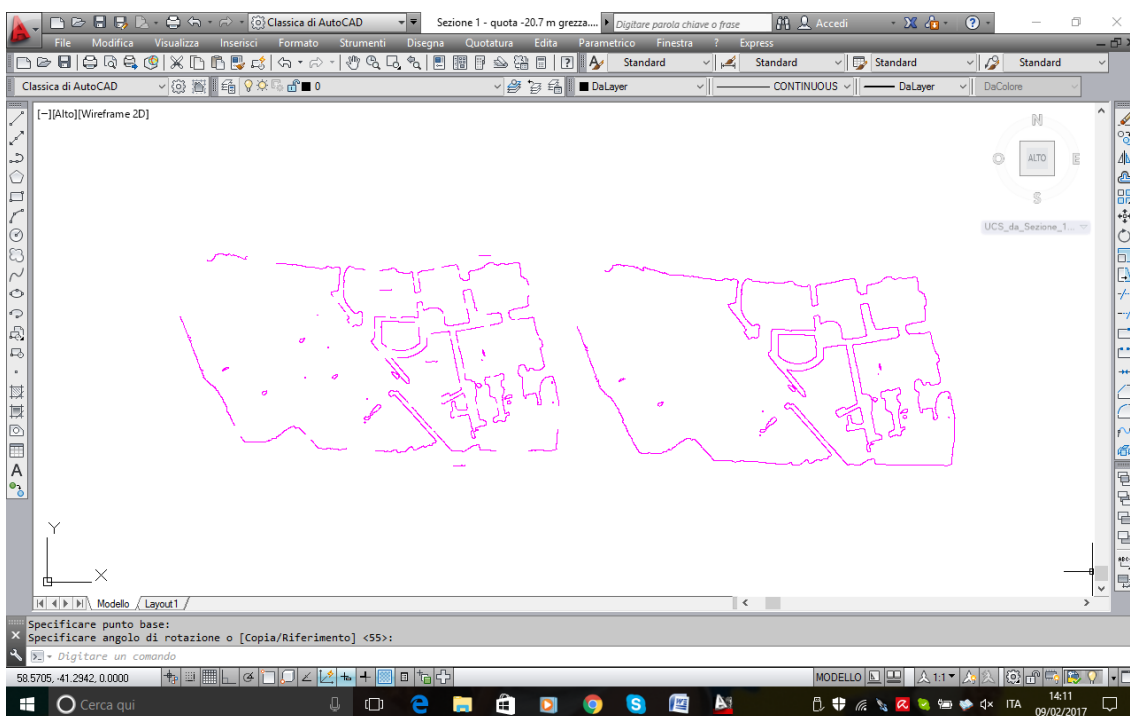 Classica di AutoCAD
Sezione 1 - quota -20.7 m grezza....
Digitare parola chiave o frase
Accedi
File Modifica Visualizza Inserisci Formato Strumenti Disegna Quotatura Edita Parametrico Finestra ? Express
Standard Standard Standard Standard
Classica di AutoCAD 0 DaLayer CONTINUOUS DaLayer DaColore
[−][Alto][Wireframe 2D]
N
O ALTO E
S
UCS_da_Sezione_1...
A
Y
X
Modello Layout1
Specificare punto base:
Specificare angolo di rotazione o [Copia/Riferimento] <55>:
Digitare un comando
58.5705, -41.2942, 0.0000 MODELLO 1:1
Cerca qui ITA 14:11
09/02/2017